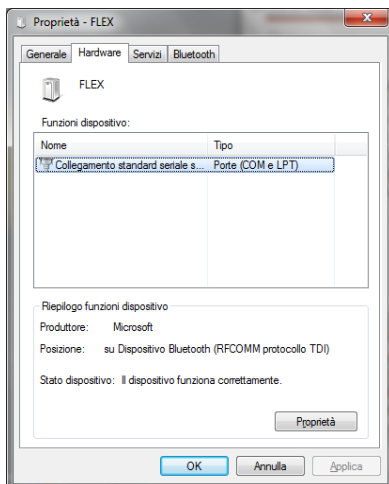 Proprietà - FLEX
Generale Hardware Servizi Bluetooth
FLEX
Funzioni dispositivo:
Nome Tipo
Collegamento standard seriale s... Porte (COM e LPT)
Riepilogo funzioni dispositivo
Produttore: Microsoft
Posizione: su Dispositivo Bluetooth (RFCOMM protocollo TDI)
Stato dispositivo: Il dispositivo funziona correttamente.
Proprietà
OK Annulla Applica